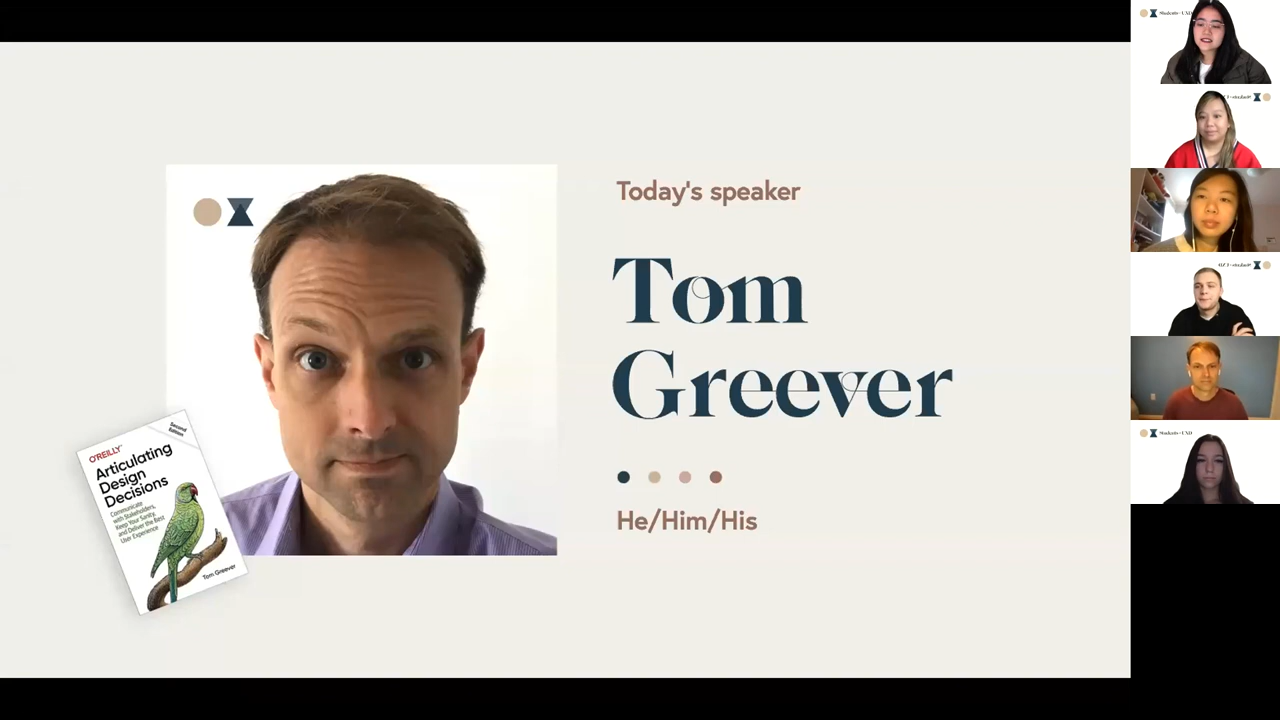 Today's speaker
Tom
Greever
He/Him/His
O'REILLY
Second
Edition
Articulating
Design
Decisions
Communicate
with Stakeholders,
Keep Your Sanity,
and Deliver the Best
User Experience
Tom Greever